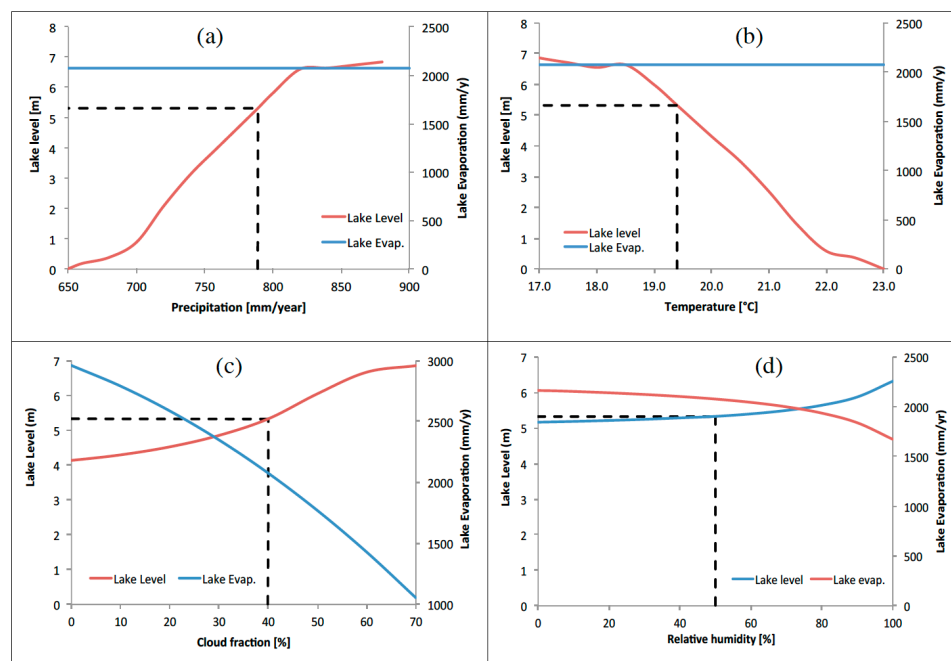 (a)
8
7
6
5
4
3
2
1
0
Lake level [m]
2500
2000
1500
1000
500
0
Lake Evaporation (mm/y)
Lake Level
Lake Evap.
650 700 750 800 850 900
Precipitation [mm/year]
(b)
8
7
6
5
4
3
2
1
0
Lake level [m]
2500
2000
1500
1000
500
0
Lake Evaporation (mm/y)
Lake level
Lake Evap.
17.0 18.0 19.0 20.0 21.0 22.0 23.0
Temperature [°C]
(c)
7
6
5
4
3
2
1
0
Lake Level (m)
3000
2500
2000
1500
1000
Lake Evaporation (mm/y)
Lake Level Lake Evap.
0 10 20 30 40 50 60 70
Cloud fraction [%]
(d)
7
6
5
4
3
2
1
0
Lake Level (m)
2500
2000
1500
1000
500
0
Lake Evaporation (mm/y)
Lake level Lake evap.
0 20 40 60 80 100
Relative humidity [%]